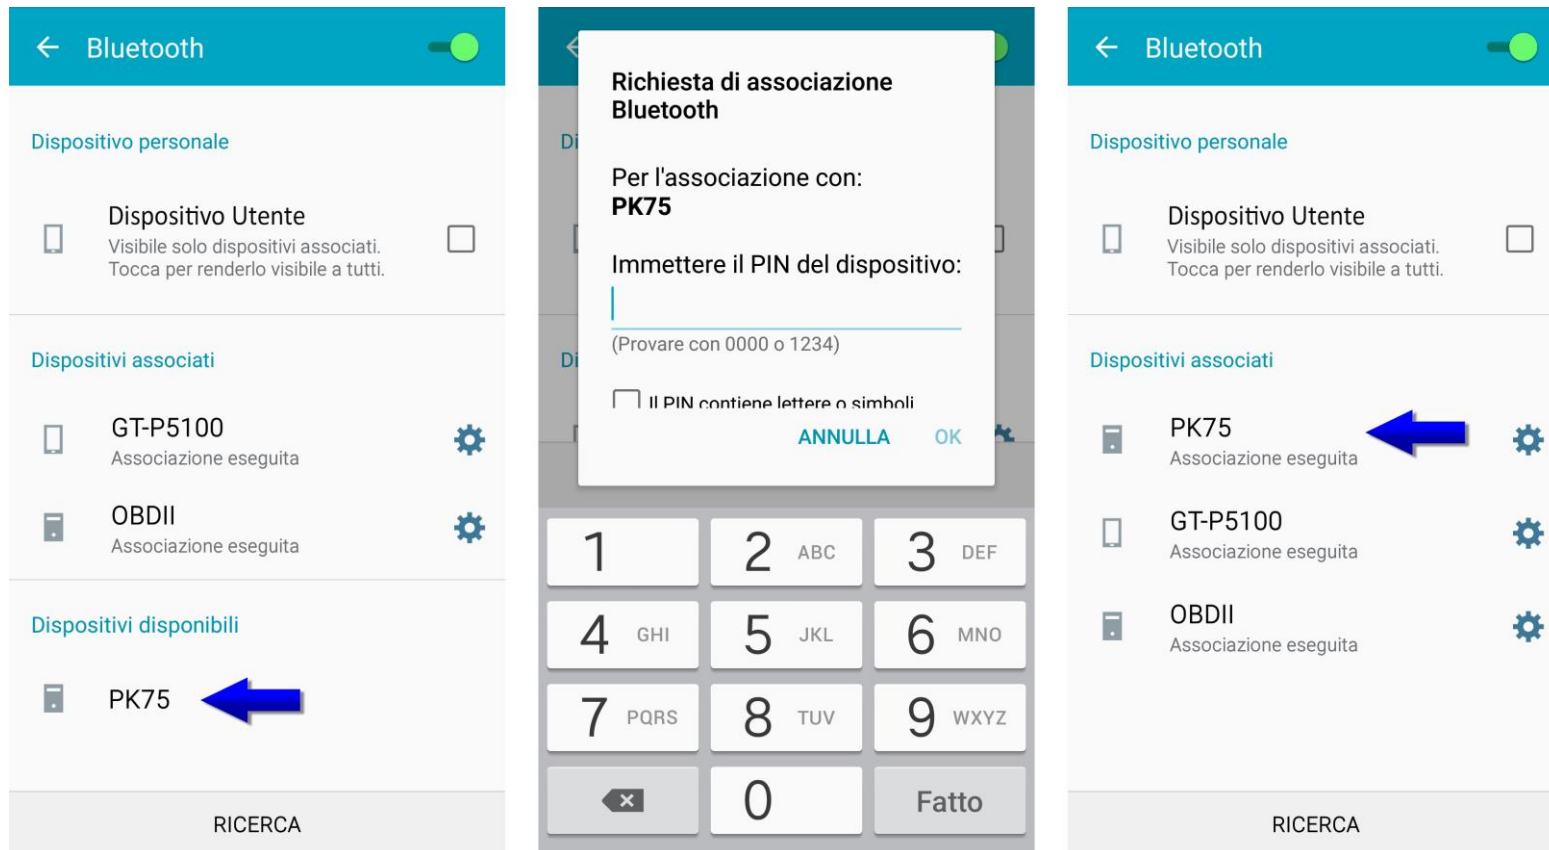 Bluetooth
Dispositivo personale
Dispositivo Utente
Visibile solo dispositivi associati.
Tocca per renderlo visibile a tutti.
Dispositivi associati
GT-P5100
Associazione eseguita
OBDII
Associazione eseguita
Dispositivi disponibili
PK75
RICERCA
Di
Di
Richiesta di associazione
Bluetooth
Per l'associazione con:
PK75
Immettere il PIN del dispositivo:
(Provare con 0000 o 1234)
Il PIN contiene lettere o simboli
ANNULLA OK
1 2 ABC 3 DEF
4 GHI 5 JKL 6 MNO
7 PQRS 8 TUV 9 WXYZ
0 Fatto
Bluetooth
Dispositivo personale
Dispositivo Utente
Visibile solo dispositivi associati.
Tocca per renderlo visibile a tutti.
Dispositivi associati
PK75
Associazione eseguita
GT-P5100
Associazione eseguita
OBDII
Associazione eseguita
RICERCA